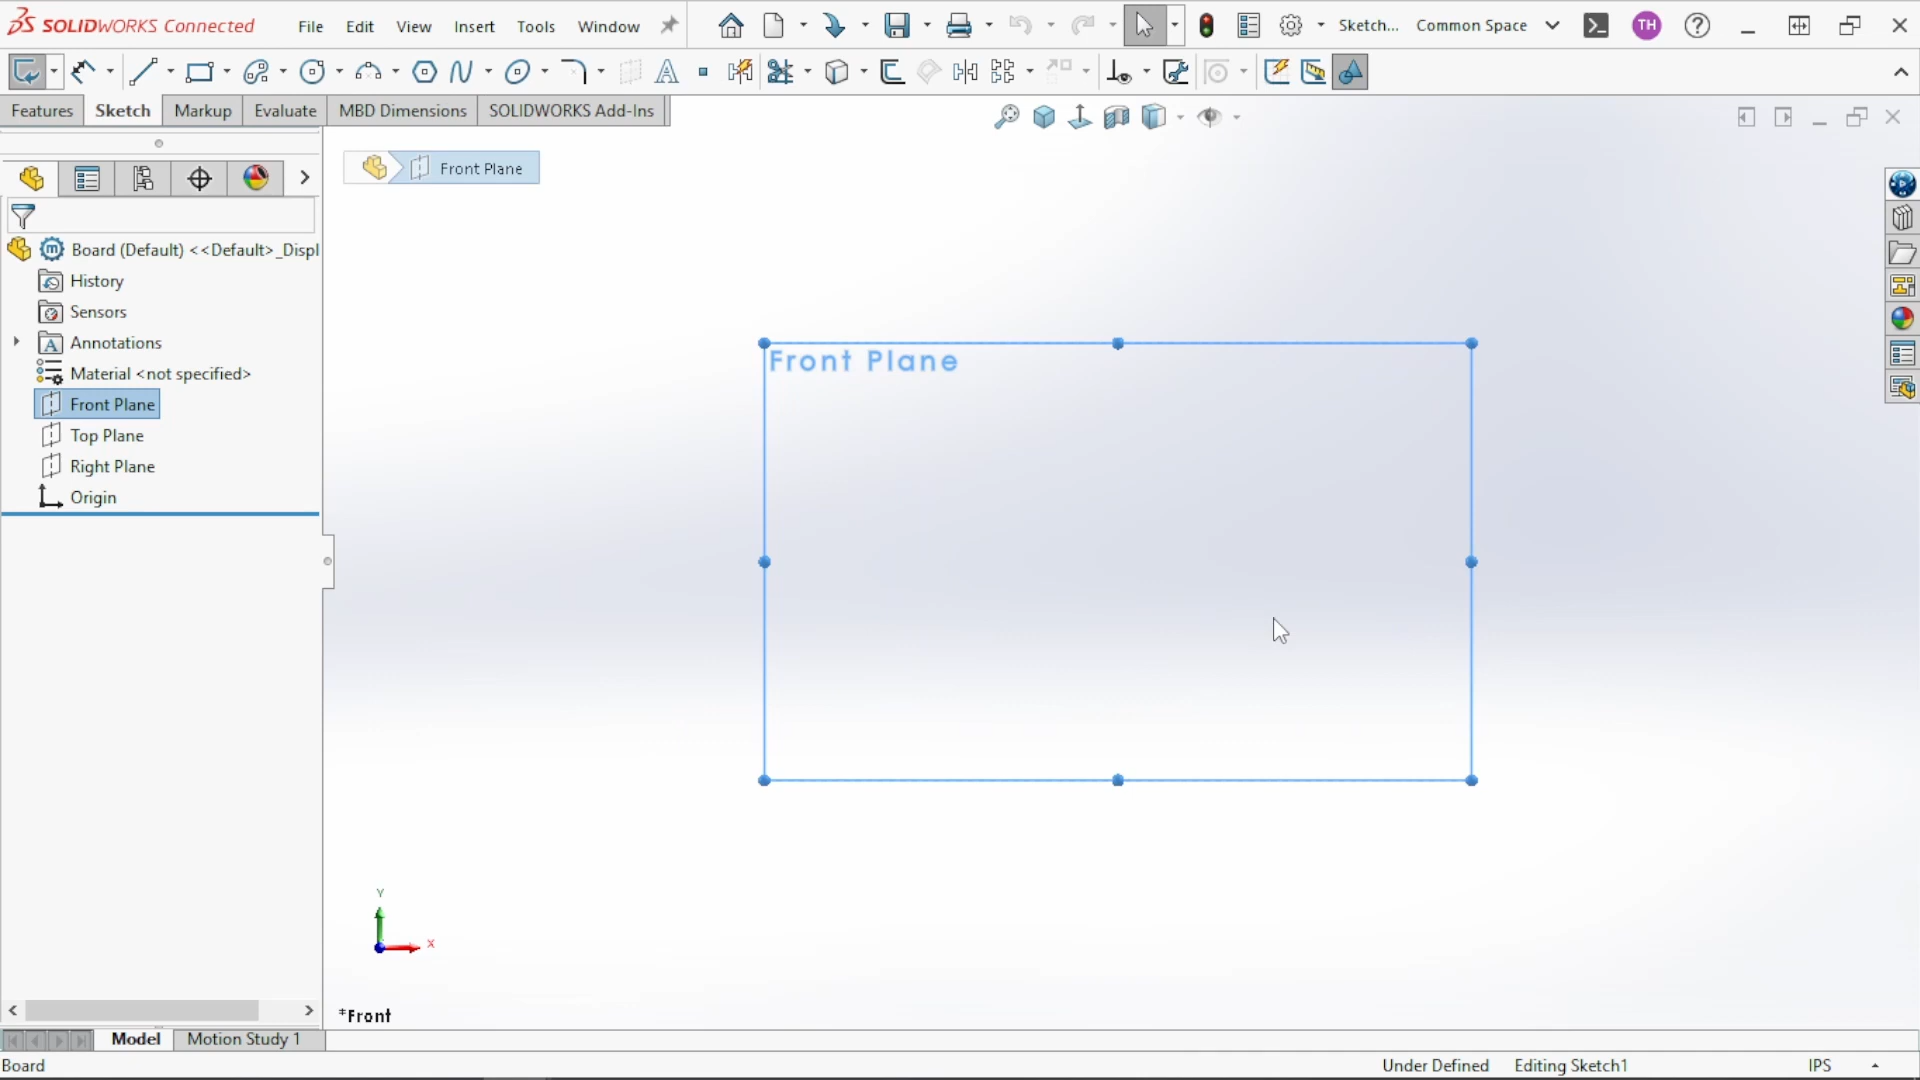 SOLIDWORKS Connected File Edit View Insert Tools Window Sketch... Common Space TH
Features Sketch Markup Evaluate MBD Dimensions SOLIDWORKS Add-Ins
Front Plane
Board (Default) <<Default>_Displ
History
Sensors
Annotations
Material <not specified>
Front Plane
Top Plane
Right Plane
Origin
Front Plane
Y
X
*Front
Model Motion Study 1
Board Under Defined Editing Sketch1 IPS